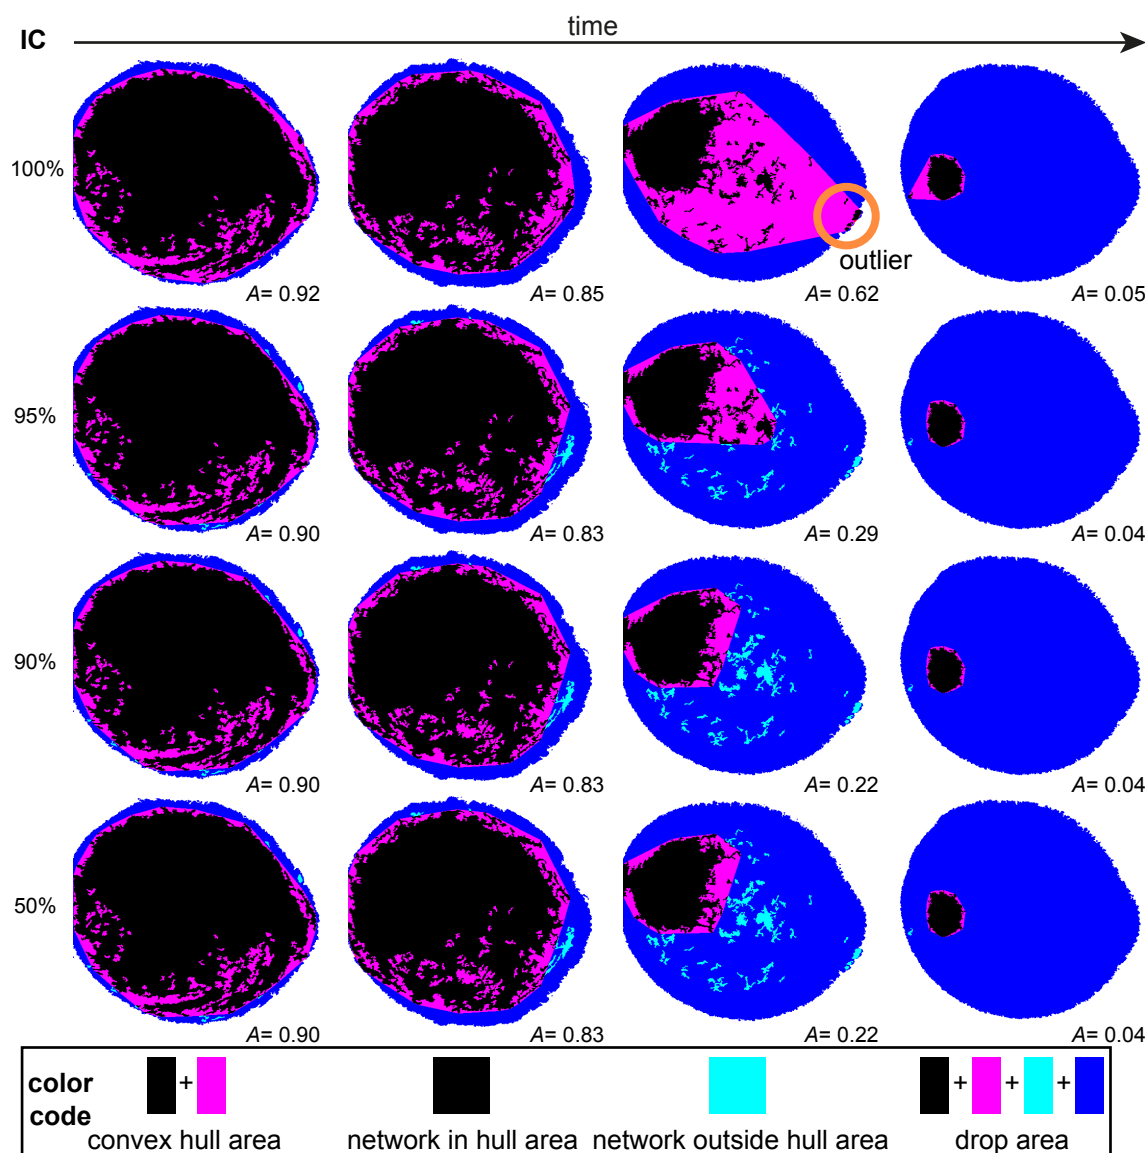 time
IC
100%
A= 0.92
A= 0.85
outlier
A= 0.62
A= 0.05
95%
A= 0.90
A= 0.83
A= 0.29
A= 0.04
90%
A= 0.90
A= 0.83
A= 0.22
A= 0.04
50%
A= 0.90
A= 0.83
A= 0.22
A= 0.04
color
code
+
+ + +
convex hull area
network in hull area
network outside hull area
drop area